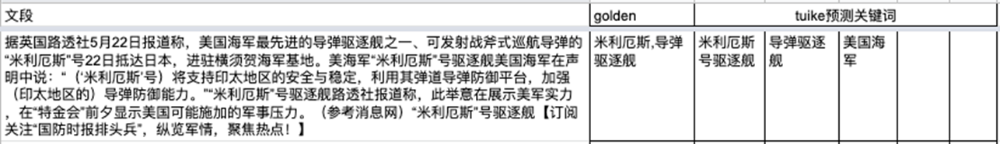 文段
golden
tuike预测关键词
据英国路透社5月22日报道称，美国海军最先进的导弹驱逐舰之一、可发射战斧式巡航导弹的
“米利厄斯”号22日抵达日本，进驻横须贺海军基地。美海军“米利厄斯”号驱逐舰美国海军在声
明中说：“（‘米利厄斯’号）将支持印太地区的安全与稳定，利用其弹道导弹防御平台，加强
（印太地区的）导弹防御能力。”“米利厄斯”号驱逐舰路透社报道称，此举意在展示美军实力
，在“特金会”前夕显示美国可能施加的军事压力。（参考消息网）“米利厄斯”号驱逐舰【订阅
关注“国防时报排头兵”，纵览军情，聚焦热点！】
米利厄斯,导弹
驱逐舰
米利厄斯
号驱逐舰
导弹驱逐
舰
美国海
军